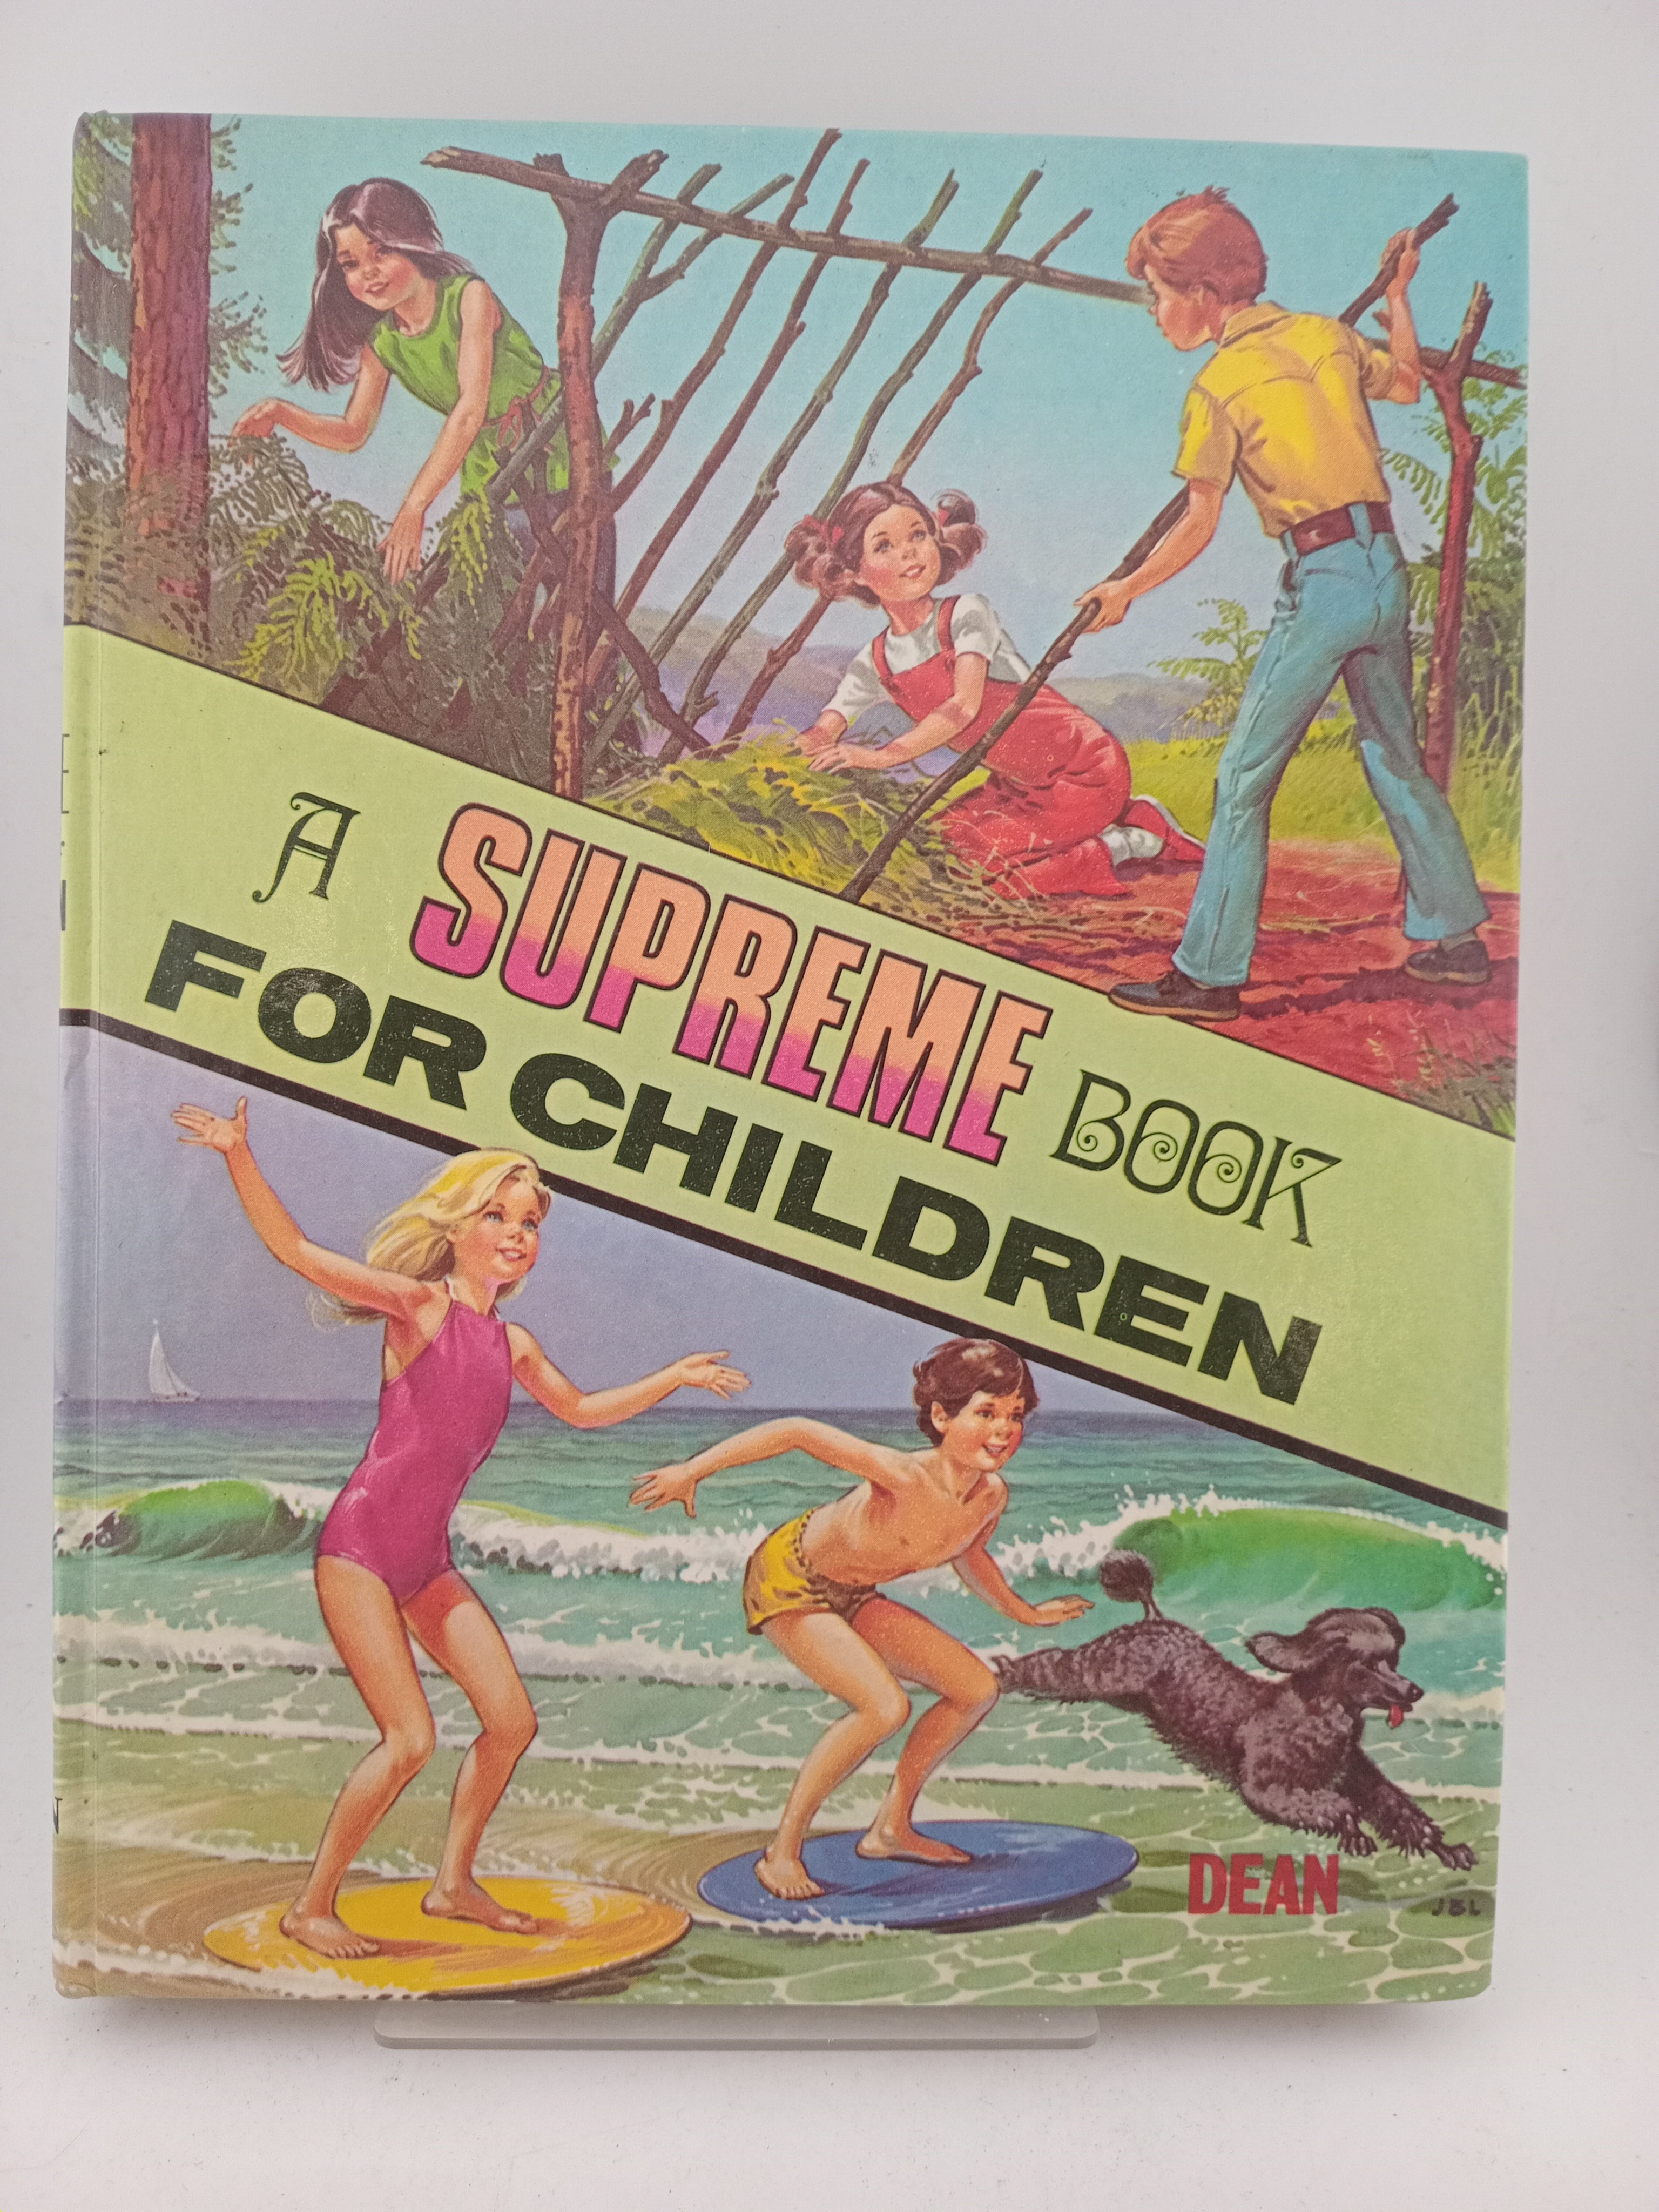 A SUPREME BOOK
FOR CHILDREN
DEAN
JBL